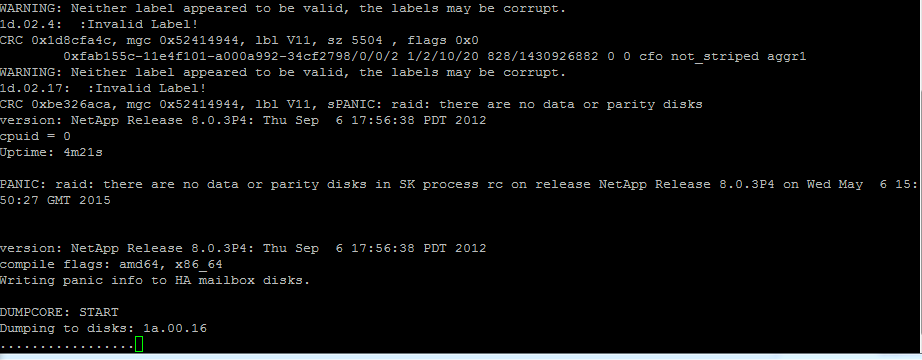 WARNING: Neither label appeared to be valid, the labels may be corrupt.
1d.02.4:  :Invalid Label!
CRC 0x1d8cfa4c, mgc 0x52414944, lbl V11, sz 5504 , flags 0x0
        0xfab155c-11e4f101-a000a992-34cf2798/0/0/2 1/2/10/20 828/1430926882 0 0 cfo not_striped aggr1
WARNING: Neither label appeared to be valid, the labels may be corrupt.
1d.02.17:  :Invalid Label!
CRC 0xbe326aca, mgc 0x52414944, lbl V11, sPANIC: raid: there are no data or parity disks
version: NetApp Release 8.0.3P4: Thu Sep  6 17:56:38 PDT 2012
cpuid = 0
Uptime: 4m21s
PANIC: raid: there are no data or parity disks in SK process rc on release NetApp Release 8.0.3P4 on Wed May  6 15:
50:27 GMT 2015
version: NetApp Release 8.0.3P4: Thu Sep  6 17:56:38 PDT 2012
compile flags: amd64, x86_64
Writing panic info to HA mailbox disks.
DUMPCORE: START
Dumping to disks: 1a.00.16
.................